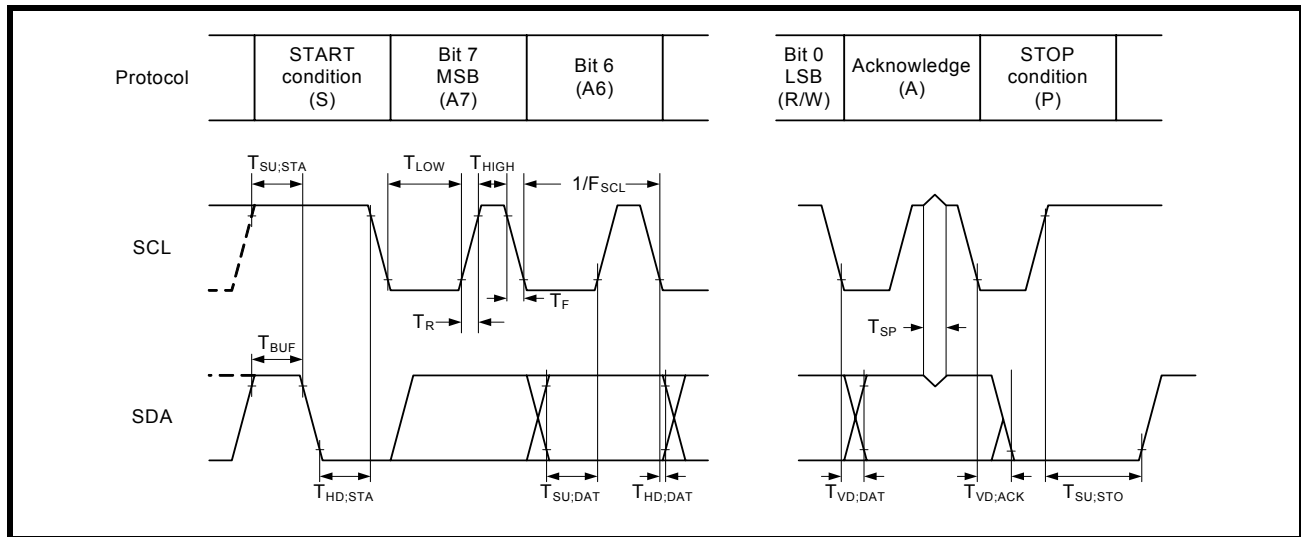 Protocol
START
condition
(S)
Bit 7
MSB
(A7)
Bit 6
(A6)
Bit 0
LSB
(R/W)
Acknowledge
(A)
STOP
condition
(P)
TSU;STA
TLOW
THIGH
1/FSCL
SCL
TF
TR
TSP
TBUF
SDA
THD;STA
TSU;DAT
THD;DAT
TVD;DAT
TVD;ACK
TSU;STO